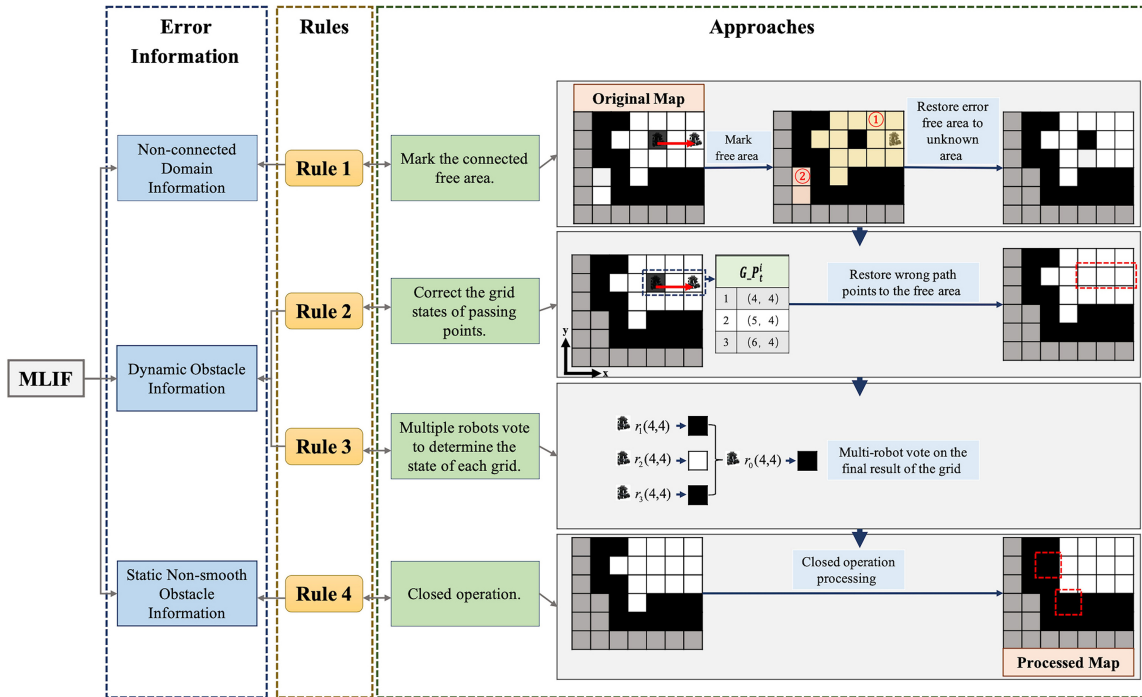 Error
Information
Rules
Approaches
MLIF
Non-connected
Domain
Information
Rule 1
Mark the connected
free area.
Original Map
Mark
free area
①
②
Restore error
free area to
unknown
area
Dynamic Obstacle
Information
Rule 2
Correct the grid
states of passing
points.
y
x
G_P_t^i
1 (4, 4)
2 (5, 4)
3 (6, 4)
Restore wrong path
points to the free area
Rule 3
Multiple robots vote
to determine the
state of each grid.
r₁(4,4)
r₂(4,4)
r₃(4,4)
r₀(4,4)
Multi-robot vote on the
final result of the grid
Static Non-smooth
Obstacle
Information
Rule 4
Closed operation.
Closed operation
processing
Processed Map